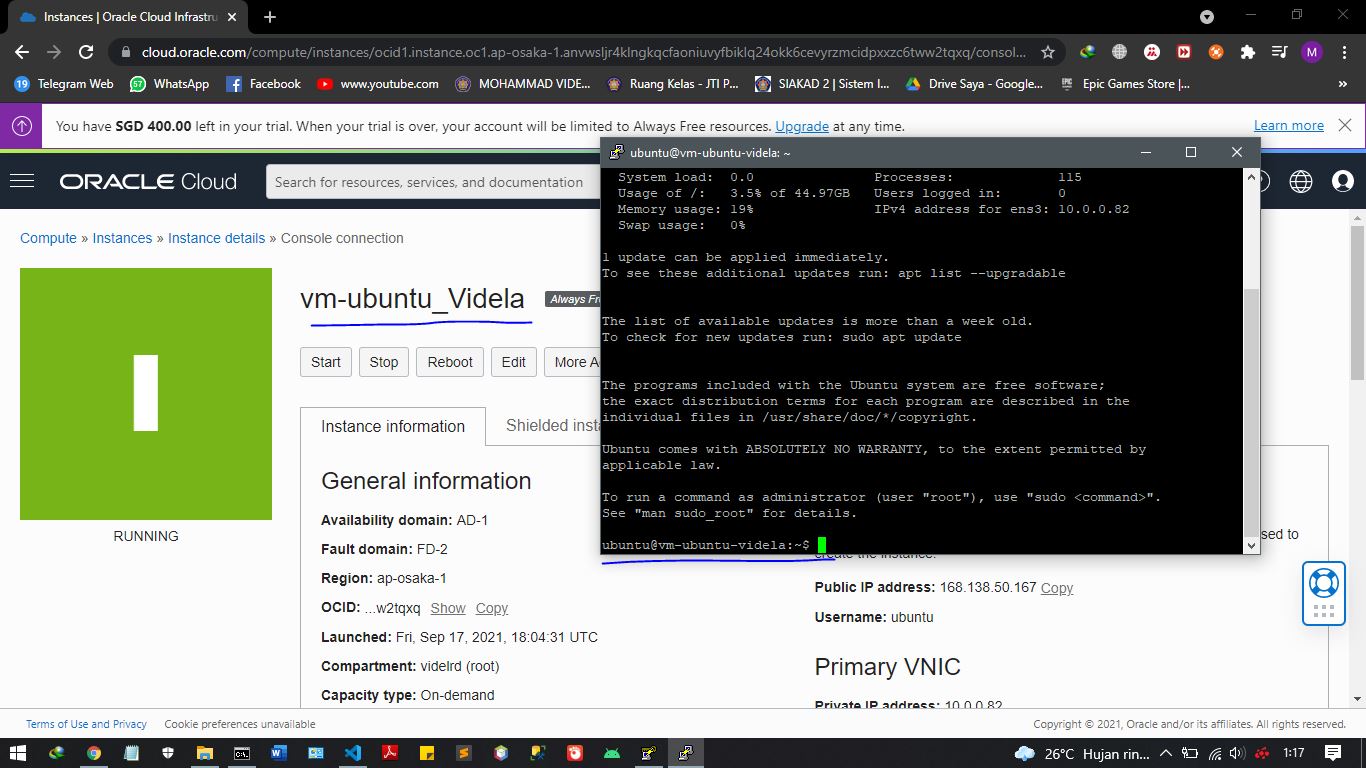 Instances | Oracle Cloud Infrastru
cloud.oracle.com/compute/instances/ocid1.instance.oc1.ap-osaka-1.anvwsljr4klngkqcfaoniuvyfbiklq24okk6cevyrzmcidpxxzc6tww2tqxq/consol...
M
19 Telegram Web
57 WhatsApp
Facebook
www.youtube.com
MOHAMMAD VIDE...
Ruang Kelas - JTI P...
SIAKAD 2 | Sistem I...
Drive Saya - Google...
Epic Games Store |...
»
You have SGD 400.00 left in your trial. When your trial is over, your account will be limited to Always Free resources. Upgrade at any time.
Learn more
ORACLE Cloud
Search for resources, services, and documentation
Compute » Instances » Instance details » Console connection
RUNNING
vm-ubuntu_Videla
Always Fr
Start
Stop
Reboot
Edit
More A
Instance information
Shielded insta
General information
Availability domain: AD-1
Fault domain: FD-2
Region: ap-osaka-1
OCID: ...w2tqxq Show Copy
Launched: Fri, Sep 17, 2021, 18:04:31 UTC
Compartment: videlrd (root)
Capacity type: On-demand
ubuntu@vm-ubuntu-videla: ~
System load: 0.0 Processes: 115
Usage of /: 3.5% of 44.97GB Users logged in: 0
Memory usage: 19% IPv4 address for ens3: 10.0.0.82
Swap usage: 0%
1 update can be applied immediately.
To see these additional updates run: apt list --upgradable
The list of available updates is more than a week old.
To check for new updates run: sudo apt update
The programs included with the Ubuntu system are free software;
the exact distribution terms for each program are described in the
individual files in /usr/share/doc/*/copyright.
Ubuntu comes with ABSOLUTELY NO WARRANTY, to the extent permitted by
applicable law.
To run a command as administrator (user "root"), use "sudo <command>".
See "man sudo_root" for details.
ubuntu@vm-ubuntu-videla:~$
sed to
create the instance.
Public IP address: 168.138.50.167 Copy
Username: ubuntu
Primary VNIC
Private IP address: 10.0.0.82
Terms of Use and Privacy
Cookie preferences unavailable
Copyright © 2021, Oracle and/or its affiliates. All rights reserved.
26°C Hujan rin...
1:17